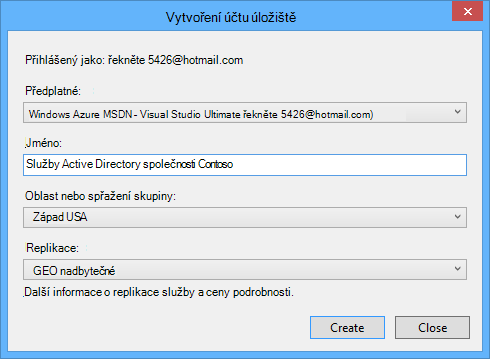 Vytvoření účtu úložiště
Přihlášený jako: řekněte 5426@hotmail.com
Předplatné:
Windows Azure MSDN - Visual Studio Ultimate řekněte 5426@hotmail.com)
Jméno:
Služby Active Directory společnosti Contoso
Oblast nebo spřažení skupiny:
Západ USA
Replikace:
GEO nadbytečné
Další informace o replikace služby a ceny podrobnosti.
Create Close